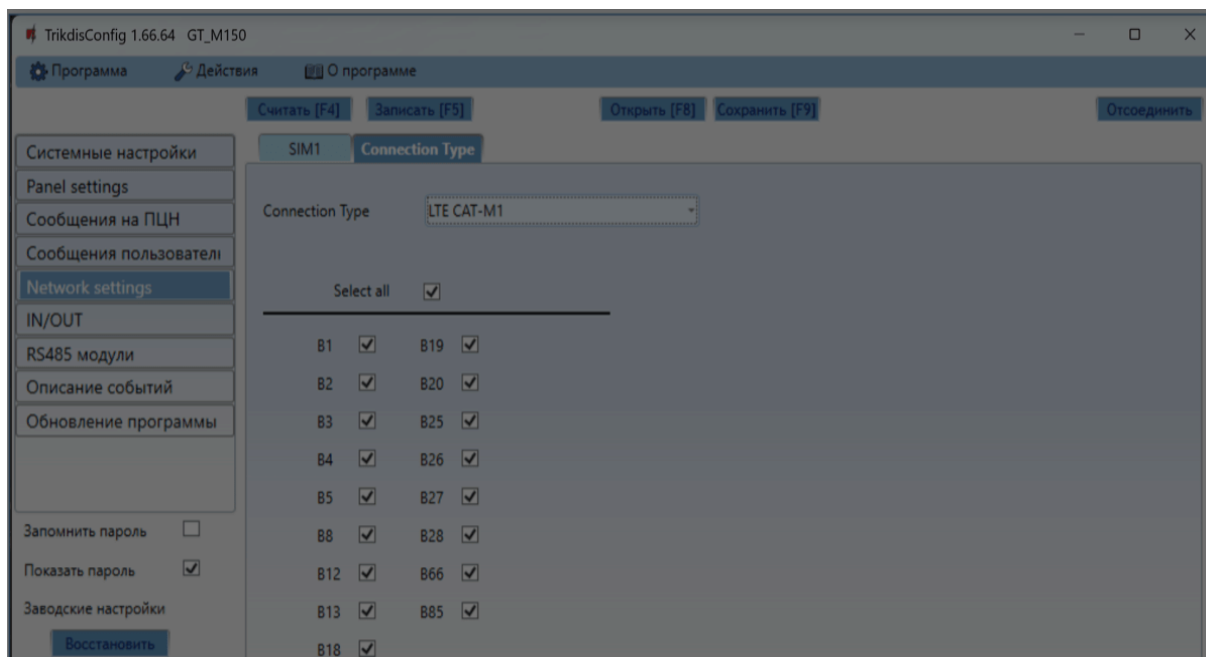 TrikdisConfig 1.66.64 GT_M150
Программа Действия О программе
Считать [F4] Записать [F5] Открыть [F8] Сохранить [F9] Отсоединить
Системные настройки
Panel settings
Сообщения на ПЦН
Сообщения пользовател
Network settings
IN/OUT
RS485 модули
Описание событий
Обновление программы
Запомнить пароль
Показать пароль
Заводские настройки
Восстановить
SIM1 Connection Type
Connection Type LTE CAT-M1
Select all
B1 B19
B2 B20
B3 B25
B4 B26
B5 B27
B8 B28
B12 B66
B13 B85
B18